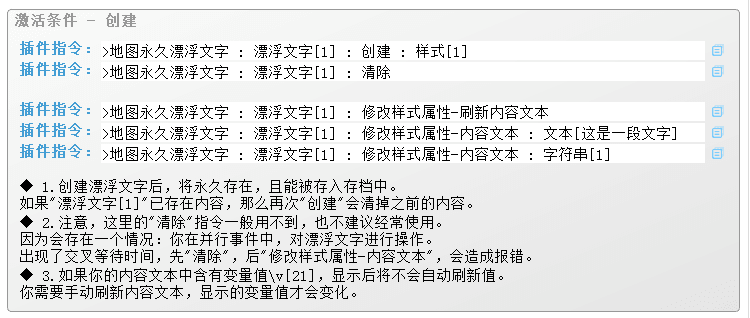 激活条件 - 创建
插件指令: >地图永久漂浮文字 : 漂浮文字[1] : 创建 : 样式[1]
插件指令: >地图永久漂浮文字 : 漂浮文字[1] : 清除
插件指令: >地图永久漂浮文字 : 漂浮文字[1] : 修改样式属性-刷新内容文本
插件指令: >地图永久漂浮文字 : 漂浮文字[1] : 修改样式属性-内容文本 : 文本[这是一段文字]
插件指令: >地图永久漂浮文字 : 漂浮文字[1] : 修改样式属性-内容文本 : 字符串[1]
◆ 1.创建漂浮文字后，将永久存在，且能被存入存档中。
如果"漂浮文字[1]"已存在内容，那么再次"创建"会清掉之前的内容。
◆ 2.注意，这里的"清除"指令一般用不到，也不建议经常使用。
因为会存在一个情况：你在并行事件中，对漂浮文字进行操作。
出现了交叉等待时间，先"清除"，后"修改样式属性-内容文本"，会造成报错。
◆ 3.如果你的内容文本中含有变量值\v[21]，显示后将不会自动刷新值。
你需要手动刷新内容文本，显示的变量值才会变化。